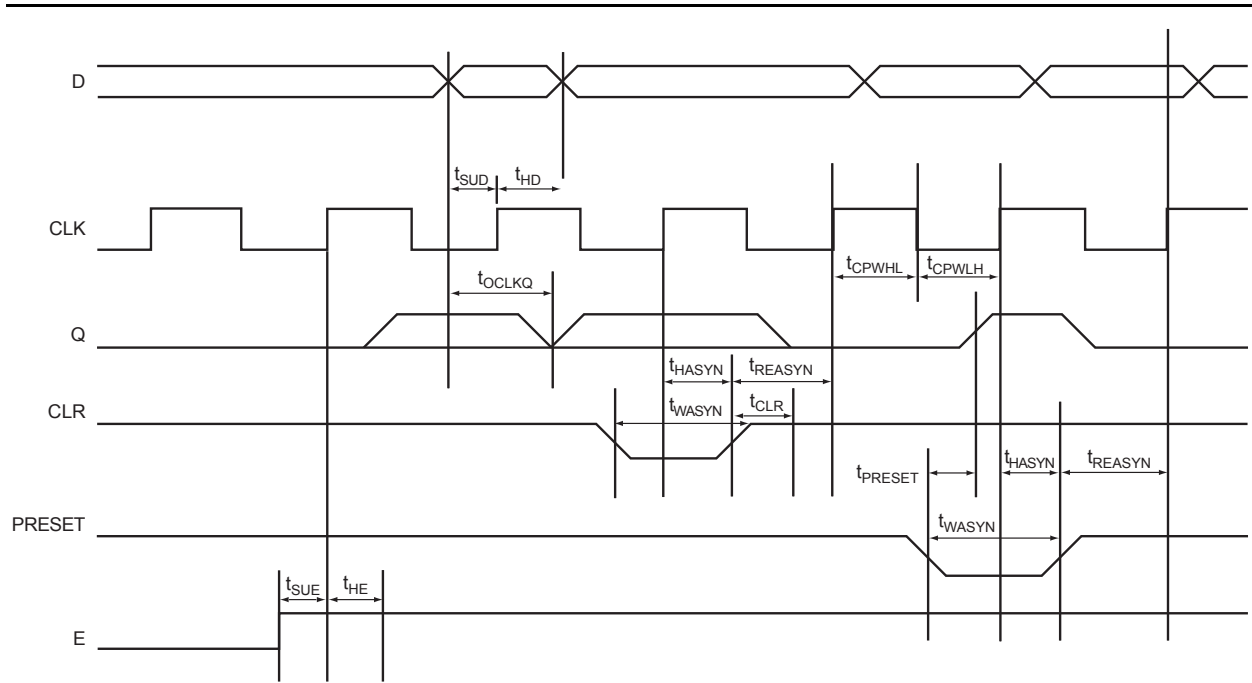 D
tSUD
tHD
CLK
tCPWHL
tCPWLH
tOCLKQ
Q
tHASYN
tREASYN
CLR
tWASYN
tCLR
tPRESET
tHASYN
tREASYN
PRESET
tWASYN
tSUE
tHE
E